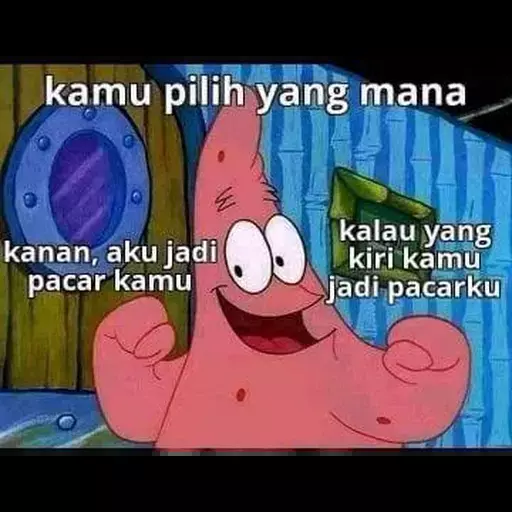 kamu pilih yang mana
kanan, aku jadi
pacar kamu
kalau yang
kiri kamu
jadi pacarku